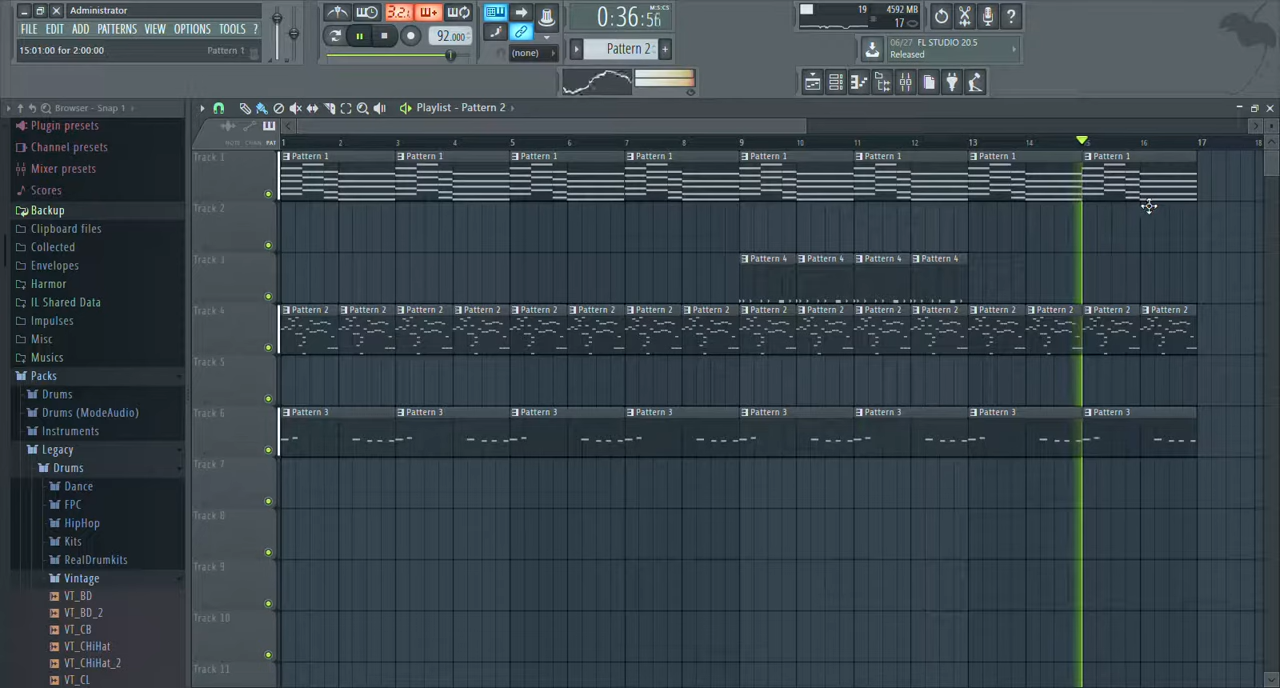 Administrator
FILE EDIT ADD PATTERNS VIEW OPTIONS TOOLS ?
15:01:00 for 2:00:00 Pattern 1
3.2.
92.000
(none)
0:36:56
M:S:CS
Pattern 2
19 4592 MB
17
06/27 FL STUDIO 20.5
Released
Browser - Snap 1
Plugin presets
Channel presets
Mixer presets
Scores
Backup
Clipboard files
Collected
Envelopes
Harmor
IL Shared Data
Impulses
Misc
Musics
Packs
Drums
Drums (ModeAudio)
Instruments
Legacy
Drums
Dance
FPC
HipHop
Kits
RealDrumkits
Vintage
VT_BD
VT_BD_2
VT_CB
VT_CHiHat
VT_CHiHat_2
VT_CL
Playlist - Pattern 2
NOTE CHAN PAT
1 2 3 4 5 6 7 8 9 10 11 12 13 14 15 16 17 18
Track 1
Pattern 1 Pattern 1 Pattern 1 Pattern 1 Pattern 1 Pattern 1 Pattern 1 Pattern 1
Track 2
Track 3
Pattern 4 Pattern 4 Pattern 4 Pattern 4
Track 4
Pattern 2 Pattern 2 Pattern 2 Pattern 2 Pattern 2 Pattern 2 Pattern 2 Pattern 2 Pattern 2 Pattern 2 Pattern 2 Pattern 2 Pattern 2 Pattern 2 Pattern 2 Pattern 2
Track 5
Track 6
Pattern 3 Pattern 3 Pattern 3 Pattern 3 Pattern 3 Pattern 3 Pattern 3 Pattern 3
Track 7
Track 8
Track 9
Track 10
Track 11